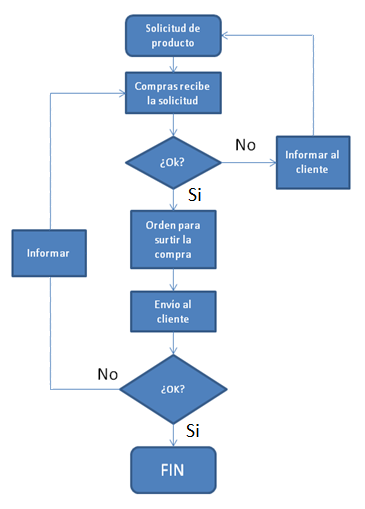 Solicitud de
producto
Compras recibe
la solicitud
¿Ok?
No
Informar al
cliente
Si
Orden para
surtir la
compra
Informar
Envio al
cliente
¿OK?
No
Si
FIN